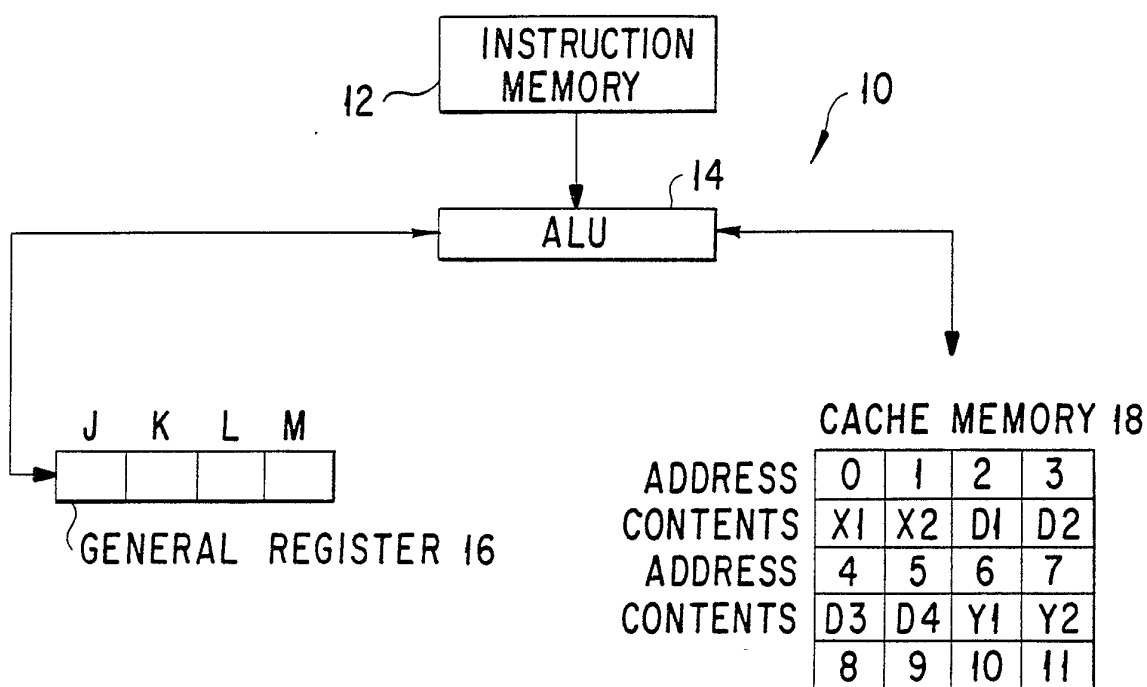 INSTRUCTION
MEMORY
12
10
14
ALU
J K L M
GENERAL REGISTER 16
CACHE MEMORY 18
ADDRESS 0 1 2 3
CONTENTS X1 X2 D1 D2
ADDRESS 4 5 6 7
CONTENTS D3 D4 Y1 Y2
8 9 10 11